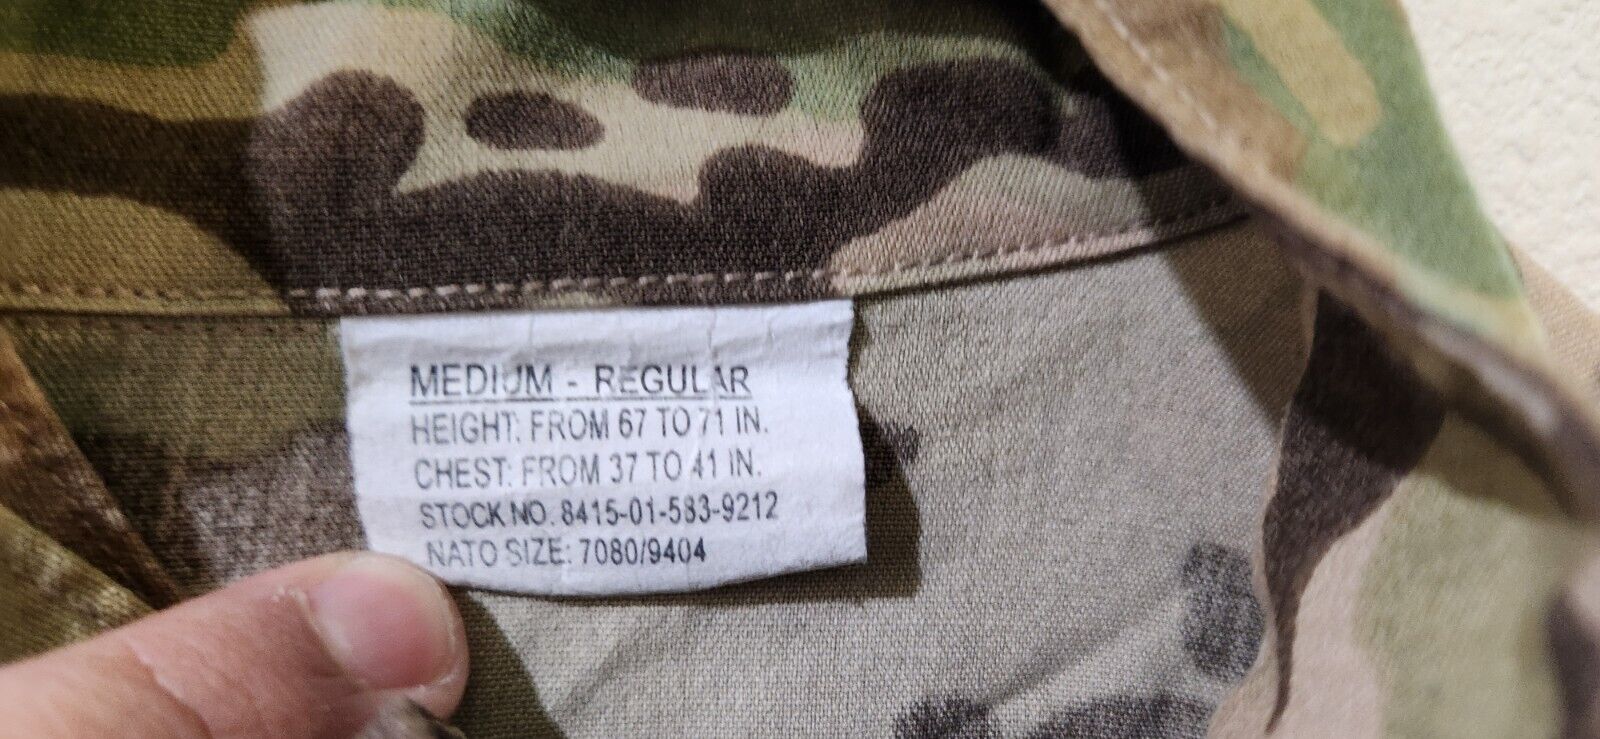 MEDIUM - REGULAR
HEIGHT: FROM 67 TO 71 IN.
CHEST: FROM 37 TO 41 IN.
STOCK NO. 8415-01-583-9212
NATO SIZE: 7080/9404